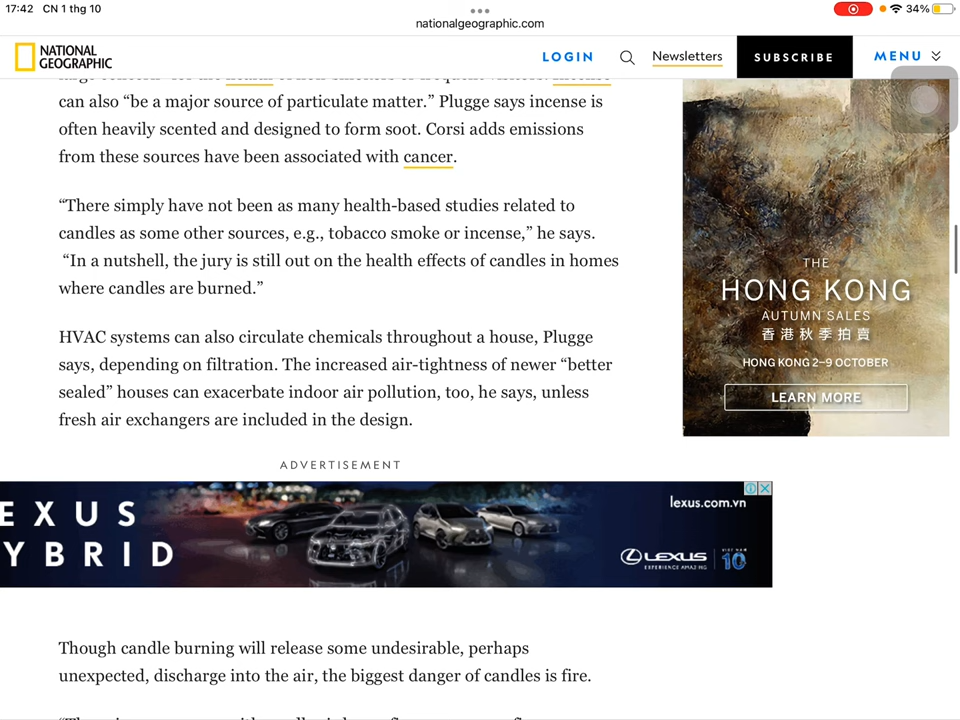 17:42 CN 1 thg 10
34%
nationalgeographic.com
NATIONAL
GEOGRAPHIC
LOGIN
Newsletters
SUBSCRIBE
MENU
can also “be a major source of particulate matter.” Plugge says incense is
often heavily scented and designed to form soot. Corsi adds emissions
from these sources have been associated with cancer.
“There simply have not been as many health-based studies related to
candles as some other sources, e.g., tobacco smoke or incense,” he says.
“In a nutshell, the jury is still out on the health effects of candles in homes
where candles are burned.”
HVAC systems can also circulate chemicals throughout a house, Plugge
says, depending on filtration. The increased air-tightness of newer “better
sealed” houses can exacerbate indoor air pollution, too, he says, unless
fresh air exchangers are included in the design.
THE
HONG KONG
AUTUMN SALES
香港秋季拍賣
HONG KONG 2–9 OCTOBER
LEARN MORE
ADVERTISEMENT
EXUS
YBRID
lexus.com.vn
LEXUS
EXPERIENCE AMAZING
10
Though candle burning will release some undesirable, perhaps
unexpected, discharge into the air, the biggest danger of candles is fire.